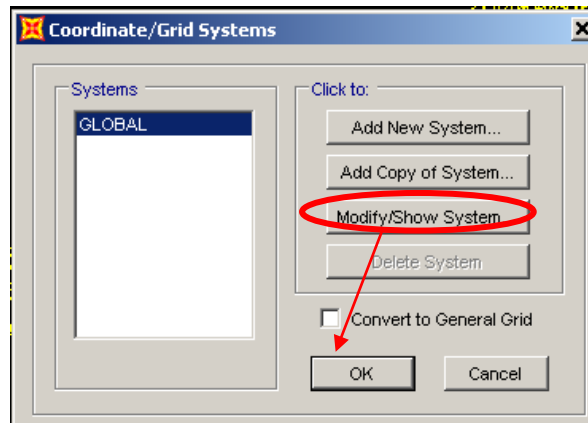 Coordinate/Grid Systems
Systems
GLOBAL
Click to:
Add New System...
Add Copy of System...
Modify/Show System
Delete System
Convert to General Grid
OK
Cancel